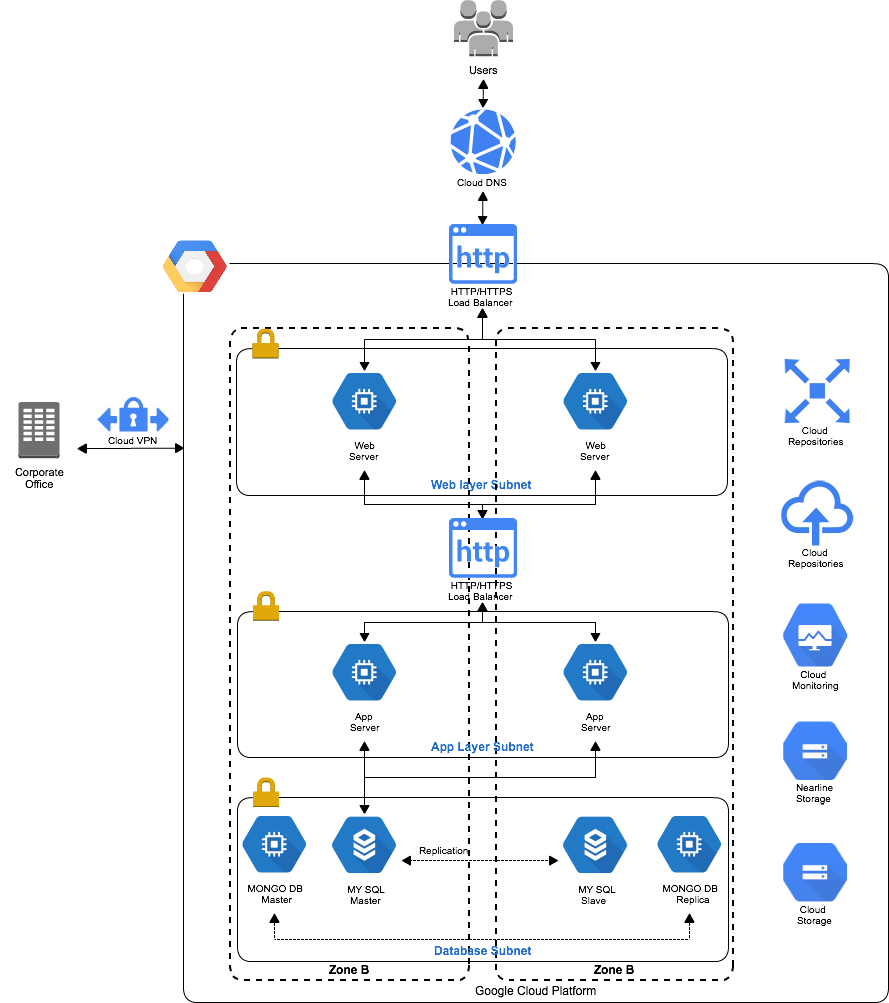 Users
Cloud DNS
http
HTTP/HTTPS
Load Balancer
Web
Server
Web
Server
Web layer Subnet
Cloud VPN
Corporate
Office
http
HTTP/HTTPS
Load Balancer
App
Server
App
Server
App Layer Subnet
MONGO DB
Master
MY SQL
Master
Replication
MY SQL
Slave
MONGO DB
Replica
Database Subnet
Zone B
Zone B
Google Cloud Platform
Cloud
Repositories
Cloud
Repositories
Cloud
Monitoring
Nearline
Storage
Cloud
Storage